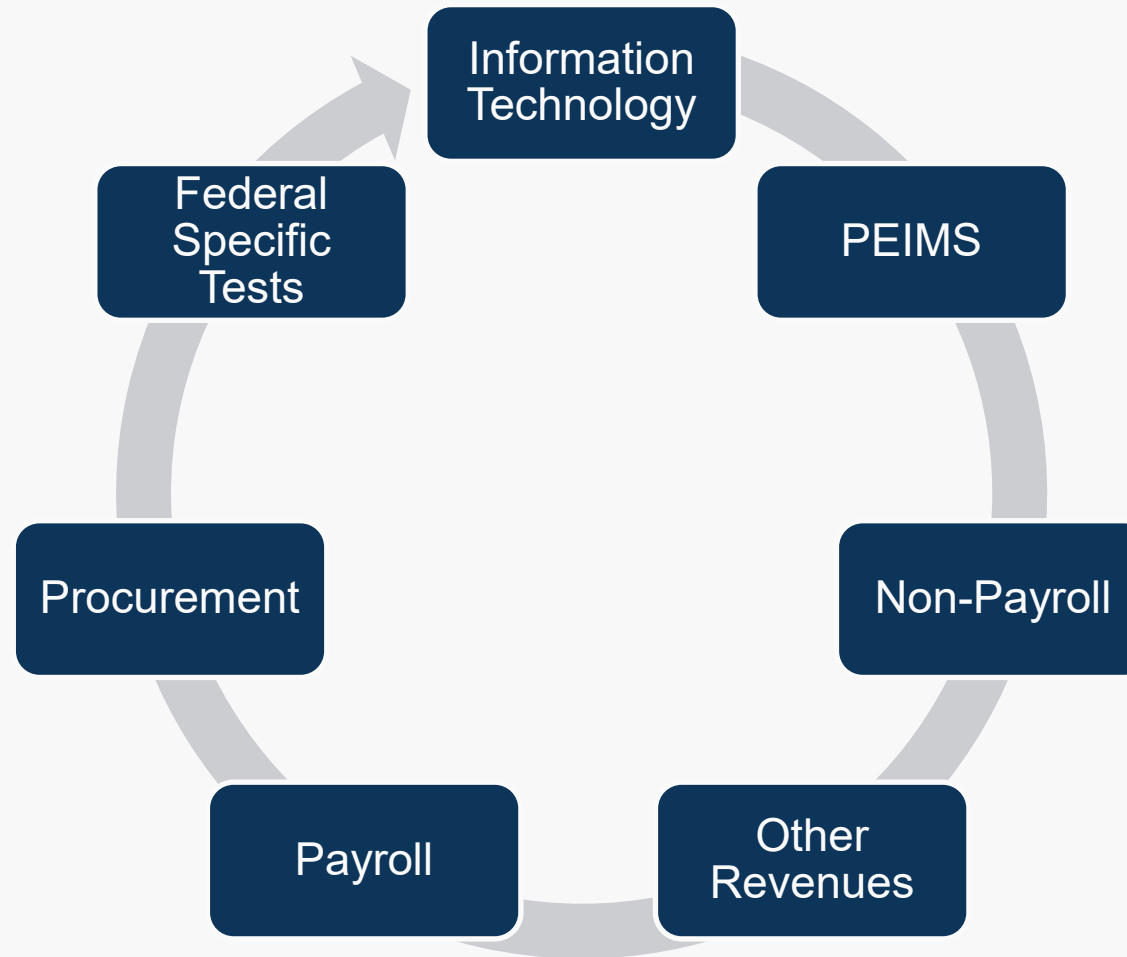 Information
Technology
PEIMS
Non-Payroll
Other
Revenues
Payroll
Procurement
Federal
Specific
Tests